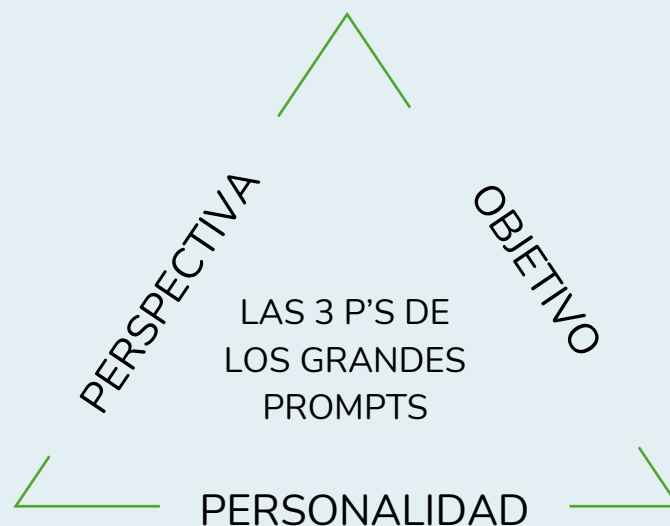 PERSPECTIVA
OBJETIVO
LAS 3 P’S DE
LOS GRANDES
PROMPTS
PERSONALIDAD